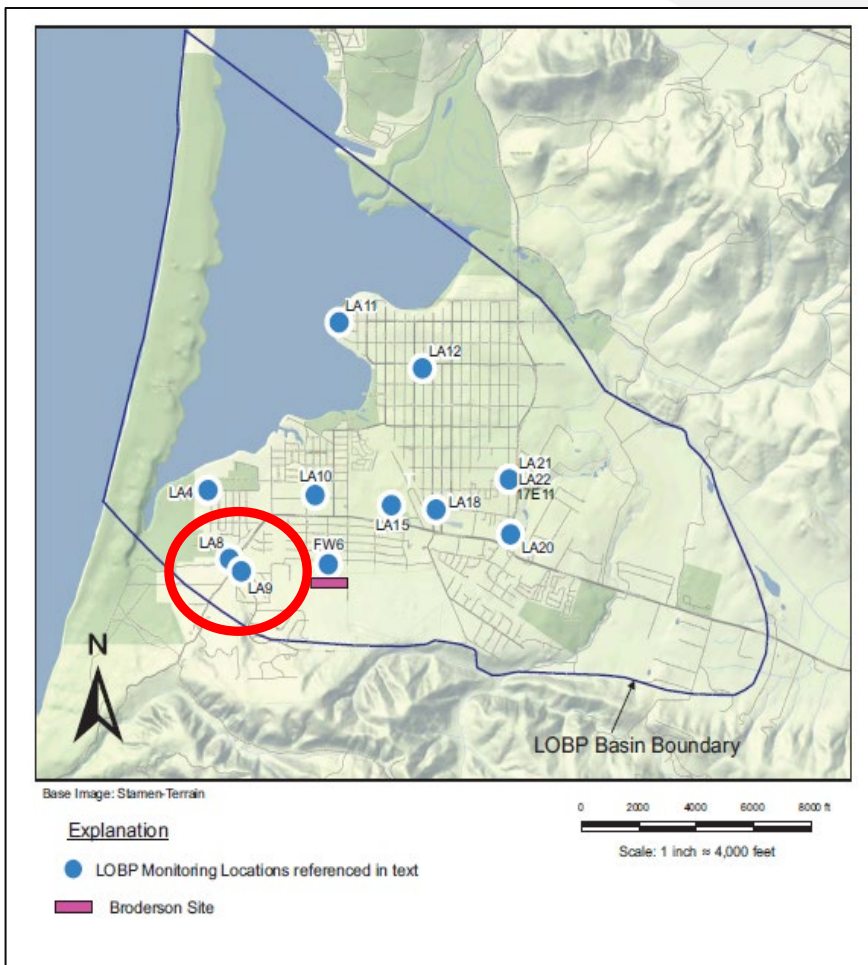 LA11
LA12
LA21
LA22
17E11
LA10
LA4
LA18
LA15
LA20
LA8
FW6
LA9
N
LOBP Basin Boundary
Base Image: Stamen-Terrain
0 2000 4000 6000 8000 ft
Scale: 1 inch ≈ 4,000 feet
Explanation
LOBP Monitoring Locations referenced in text
Broderson Site